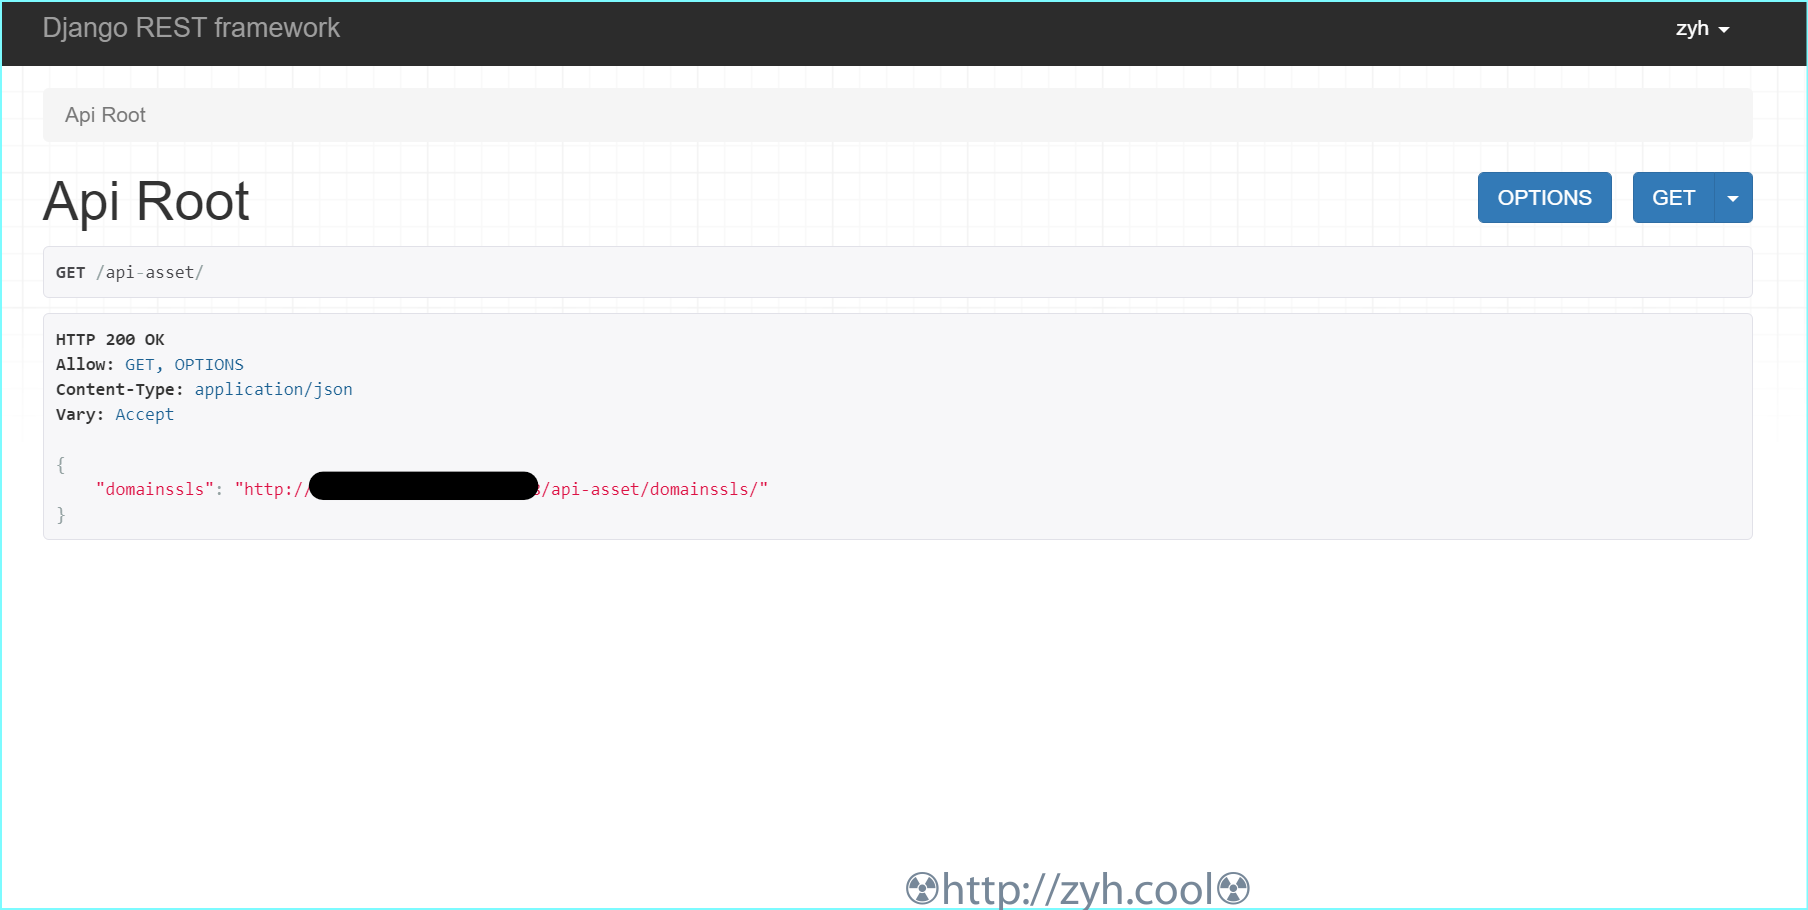 Django REST framework
zyh
Api Root
Api Root
OPTIONS
GET
GET /api-asset/
HTTP 200 OK
Allow: GET, OPTIONS
Content-Type: application/json
Vary: Accept
{
"domainssls": "http:///api-asset/domainssls/"
}
☢http://zyh.cool☢